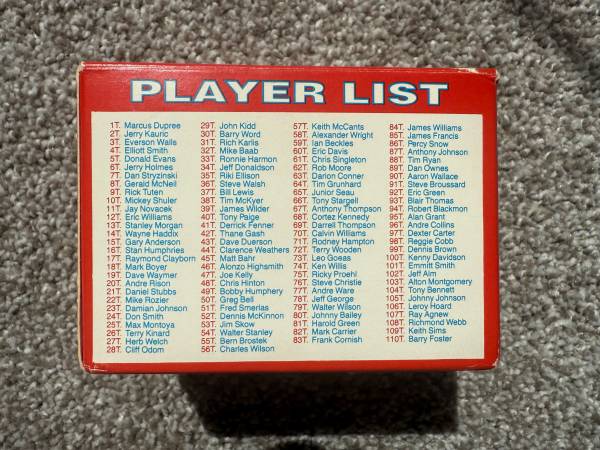 PLAYER LIST
1T. Marcus Dupree
2T. Jerry Kauric
3T. Everson Walls
4T. Elliott Smith
5T. Donald Evans
6T. Jerry Holmes
7T. Dan Stryzinski
8T. Gerald McNeil
9T. Rick Tuten
10T. Mickey Shuler
11T. Jay Novacek
12T. Eric Williams
13T. Stanley Morgan
14T. Wayne Haddix
15T. Gary Anderson
16T. Stan Humphries
17T. Raymond Clayborn
18T. Mark Boyer
19T. Dave Waymer
20T. Andre Rison
21T. Daniel Stubbs
22T. Mike Rozier
23T. Damian Johnson
24T. Don Smith
25T. Max Montoya
26T. Terry Kinard
27T. Herb Welch
28T. Cliff Odom
29T. John Kidd
30T. Barry Word
31T. Rich Karlis
32T. Mike Baab
33T. Ronnie Harmon
34T. Jeff Donaldson
35T. Riki Ellison
36T. Steve Walsh
37T. Bill Lewis
38T. Tim McKyer
39T. James Wilder
40T. Tony Paige
41T. Derrick Fenner
42T. Thane Gash
43T. Dave Duerson
44T. Clarence Weathers
45T. Matt Bahr
46T. Alonzo Highsmith
47T. Joe Kelly
48T. Chris Hinton
49T. Bobby Humphery
50T. Greg Bell
51T. Fred Smerlas
52T. Dennis McKinnon
53T. Jim Skow
54T. Walter Stanley
55T. Bern Brostek
56T. Charles Wilson
57T. Keith McCants
58T. Alexander Wright
59T. Ian Beckles
60T. Eric Davis
61T. Chris Singleton
62T. Rob Moore
63T. Darion Conner
64T. Tim Grunhard
65T. Junior Seau
66T. Tony Stargell
67T. Anthony Thompson
68T. Cortez Kennedy
69T. Darrell Thompson
70T. Calvin Williams
71T. Rodney Hampton
72T. Terry Wooden
73T. Leo Goeas
74T. Ken Willis
75T. Ricky Proehl
76T. Steve Christie
77T. Andre Ware
78T. Jeff George
79T. Walter Wilson
80T. Johnny Bailey
81T. Harold Green
82T. Mark Carrier
83T. Frank Cornish
84T. James Williams
85T. James Francis
86T. Percy Snow
87T. Anthony Johnson
88T. Tim Ryan
89T. Dan Ownes
90T. Aaron Wallace
91T. Steve Broussard
92T. Eric Green
93T. Blair Thomas
94T. Robert Blackmon
95T. Alan Grant
96T. Andre Collins
97T. Dexter Carter
98T. Reggie Cobb
99T. Dennis Brown
100T. Kenny Davidson
101T. Emmitt Smith
102T. Jeff Alm
103T. Alton Montgomery
104T. Tony Bennett
105T. Johnny Johnson
106T. Leroy Hoard
107T. Ray Agnew
108T. Richmond Webb
109T. Keith Sims
110T. Barry Foster